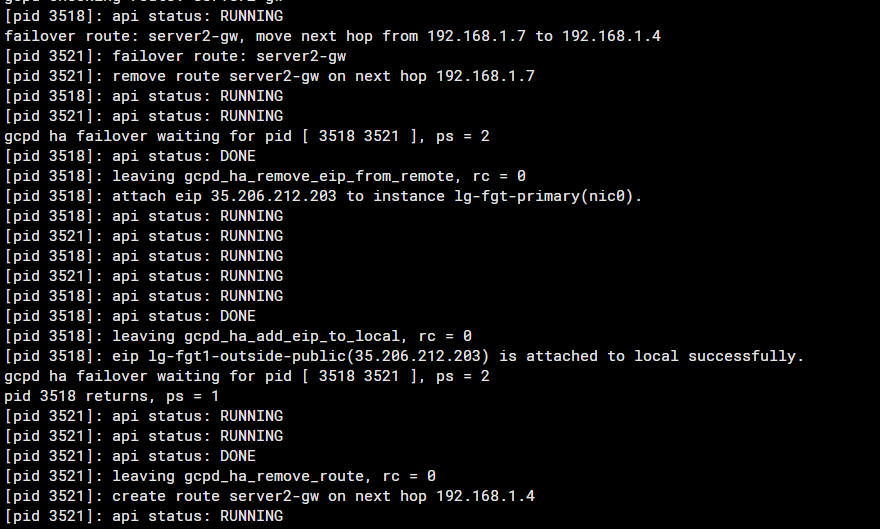 [pid 3518]: api status: RUNNING
failover route: server2-gw, move next hop from 192.168.1.7 to 192.168.1.4
[pid 3521]: failover route: server2-gw
[pid 3521]: remove route server2-gw on next hop 192.168.1.7
[pid 3518]: api status: RUNNING
[pid 3521]: api status: RUNNING
gcpd ha failover waiting for pid [ 3518 3521 ], ps = 2
[pid 3518]: api status: DONE
[pid 3518]: leaving gcpd_ha_remove_eip_from_remote, rc = 0
[pid 3518]: attach eip 35.206.212.203 to instance lg-fgt-primary(nic0).
[pid 3518]: api status: RUNNING
[pid 3521]: api status: RUNNING
[pid 3518]: api status: RUNNING
[pid 3521]: api status: RUNNING
[pid 3518]: api status: RUNNING
[pid 3518]: api status: DONE
[pid 3518]: leaving gcpd_ha_add_eip_to_local, rc = 0
[pid 3518]: eip lg-fgt1-outside-public(35.206.212.203) is attached to local successfully.
gcpd ha failover waiting for pid [ 3518 3521 ], ps = 2
pid 3518 returns, ps = 1
[pid 3521]: api status: RUNNING
[pid 3521]: api status: RUNNING
[pid 3521]: api status: DONE
[pid 3521]: leaving gcpd_ha_remove_route, rc = 0
[pid 3521]: create route server2-gw on next hop 192.168.1.4
[pid 3521]: api status: RUNNING